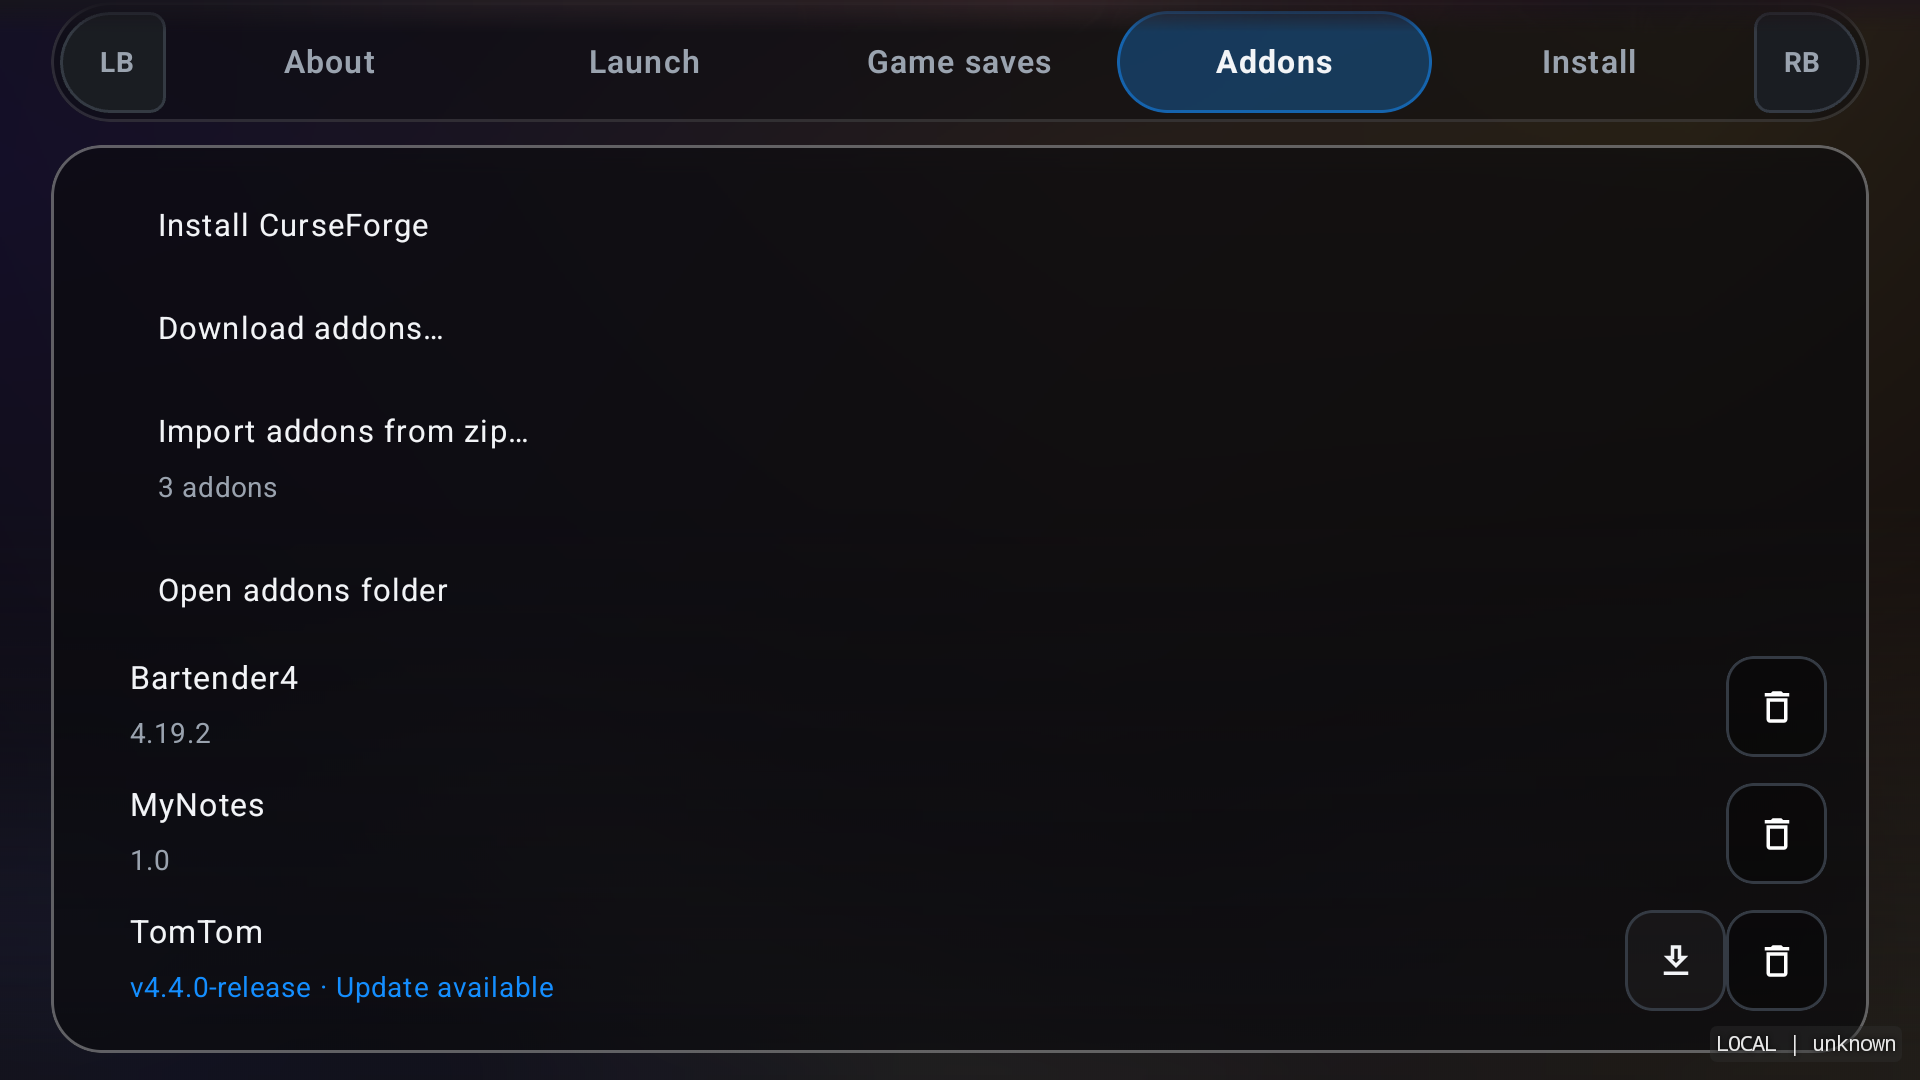 LB
About
Launch
Game saves
Addons
Install
RB
Install CurseForge
Download addons…
Import addons from zip…
3 addons
Open addons folder
Bartender4
4.19.2
MyNotes
1.0
TomTom
v4.4.0-release · Update available
LOCAL | unknown